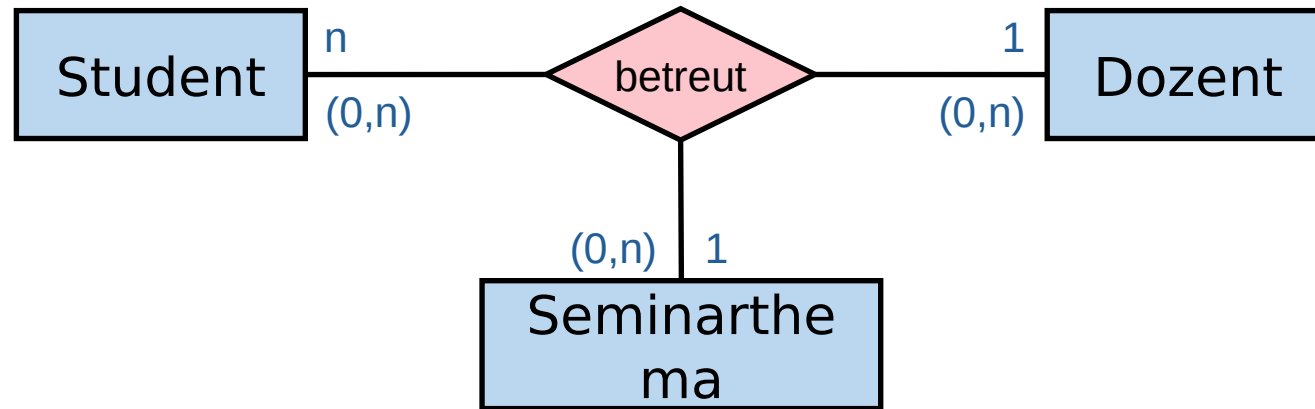 n
1
Student
betreut
Dozent
(0,n)
(0,n)
(0,n)
1
Seminarthe
ma